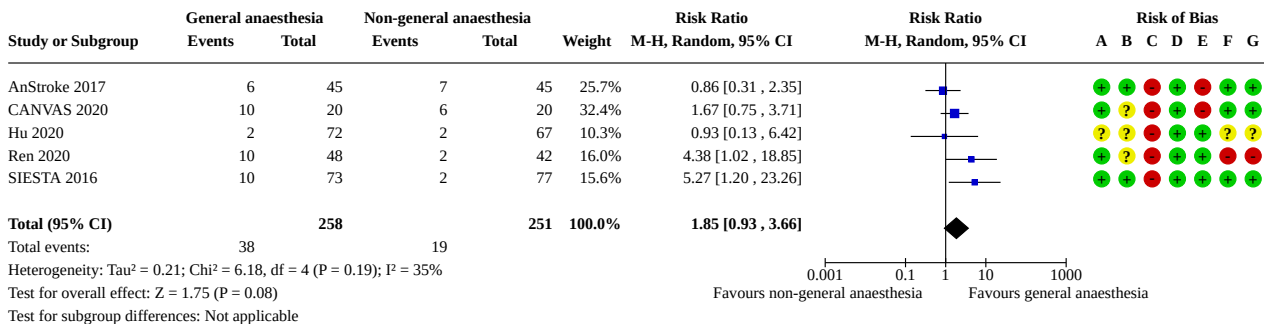 General anaesthesia Non-general anaesthesia Risk Ratio Risk Ratio Risk of Bias
Study or Subgroup Events Total Events Total Weight M-H, Random, 95% CI M-H, Random, 95% CI A B C D E F G
AnStroke 2017 6 45 7 45 25.7% 0.86 [0.31 , 2.35] + + - + - + +
CANVAS 2020 10 20 6 20 32.4% 1.67 [0.75 , 3.71] + ? - + - + +
Hu 2020 2 72 2 67 10.3% 0.93 [0.13 , 6.42] ? ? - + + ? ?
Ren 2020 10 48 2 42 16.0% 4.38 [1.02 , 18.85] + ? - + + - -
SIESTA 2016 10 73 2 77 15.6% 5.27 [1.20 , 23.26] + + - + + + +
Total (95% CI) 258 251 100.0% 1.85 [0.93 , 3.66]
Total events: 38 19
Heterogeneity: Tau² = 0.21; Chi² = 6.18, df = 4 (P = 0.19); I² = 35%
0.001 0.1 1 10 1000
Test for overall effect: Z = 1.75 (P = 0.08) Favours non-general anaesthesia Favours general anaesthesia
Test for subgroup differences: Not applicable